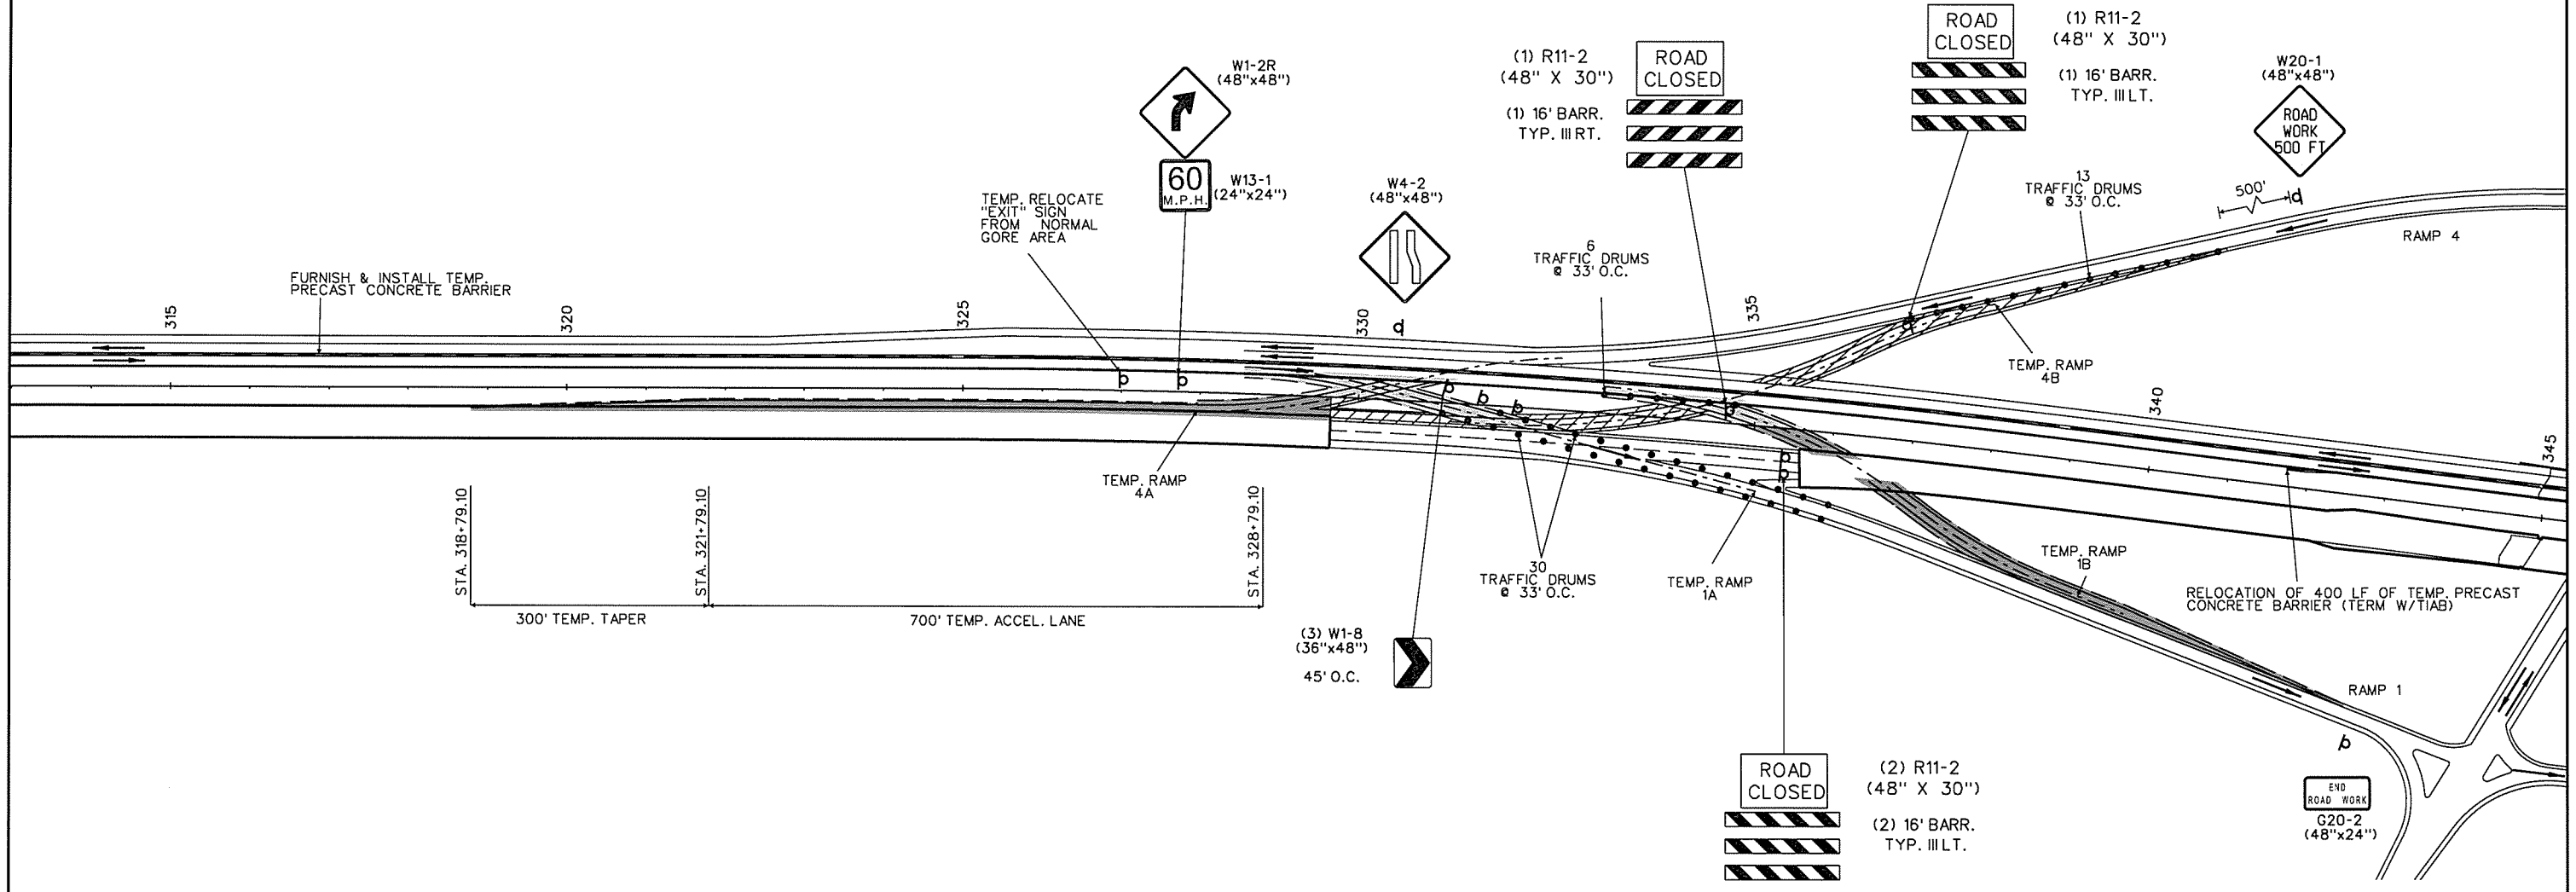 ROAD
CLOSED
(1) R11-2
(48" X 30")
(1) 16' BARR.
TYP. III LT.
(1) R11-2
(48" X 30")
ROAD
CLOSED
(1) 16' BARR.
TYP. III RT.
W20-1
(48"x48")
ROAD
WORK
500 FT
W1-2R
(48"x48")
60
M.P.H.
W13-1
(24"x24")
W4-2
(48"x48")
TEMP. RELOCATE
"EXIT" SIGN
FROM NORMAL
GORE AREA
13
TRAFFIC DRUMS
@ 33' O.C.
500'
RAMP 4
6
TRAFFIC DRUMS
@ 33' O.C.
FURNISH & INSTALL TEMP.
PRECAST CONCRETE BARRIER
315
320
325
330
335
340
345
TEMP. RAMP
4B
TEMP. RAMP
4A
STA. 318+79.10
STA. 321+79.10
STA. 328+79.10
300' TEMP. TAPER
700' TEMP. ACCEL. LANE
30
TRAFFIC DRUMS
@ 33' O.C.
TEMP. RAMP
1A
TEMP. RAMP
1B
RELOCATION OF 400 LF OF TEMP. PRECAST
CONCRETE BARRIER (TERM W/TIAB)
(3) W1-8
(36"x48")
45' O.C.
RAMP 1
ROAD
CLOSED
(2) R11-2
(48" X 30")
(2) 16' BARR.
TYP. III LT.
END
ROAD WORK
G20-2
(48"x24")